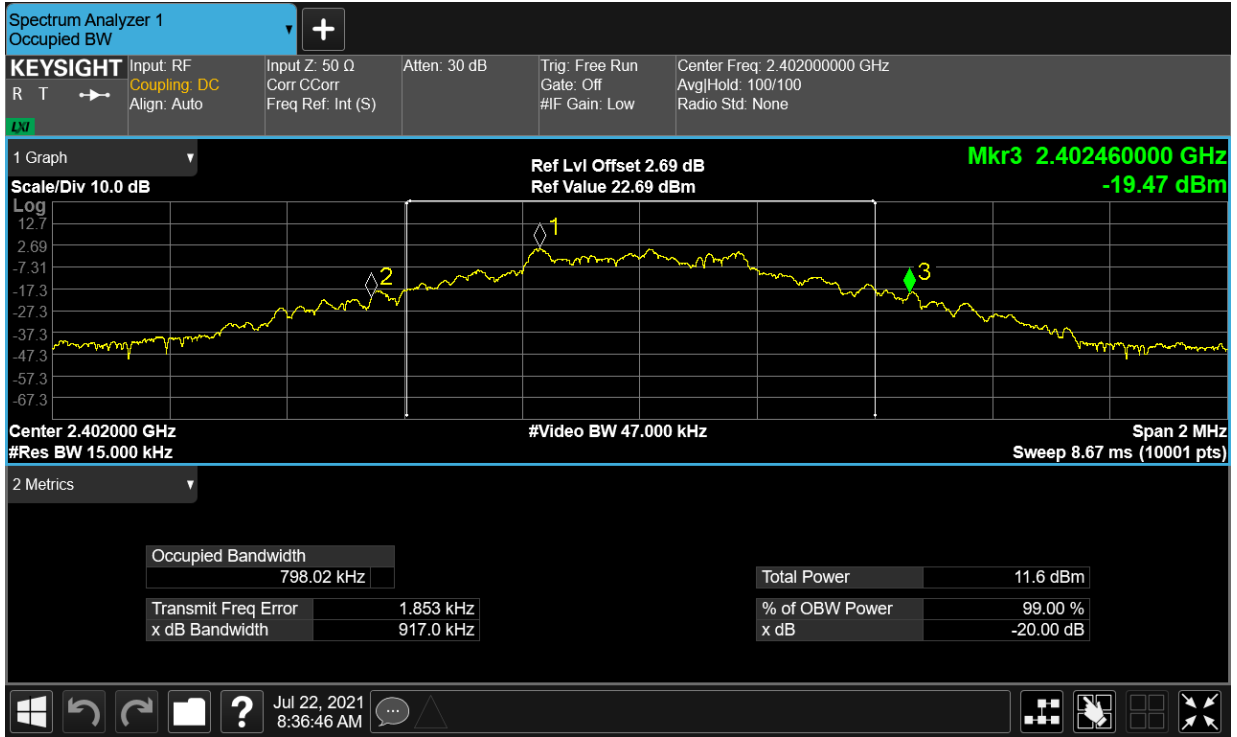 Spectrum Analyzer 1
Occupied BW
KEYSIGHT
R T
LXI
Input: RF
Coupling: DC
Align: Auto
Input Z: 50 Ω
Corr CCorr
Freq Ref: Int (S)
Atten: 30 dB
Trig: Free Run
Gate: Off
#IF Gain: Low
Center Freq: 2.402000000 GHz
Avg|Hold: 100/100
Radio Std: None
1 Graph
Ref Lvl Offset 2.69 dB
Mkr3 2.402460000 GHz
Scale/Div 10.0 dB
Ref Value 22.69 dBm
-19.47 dBm
Log
12.7
2.69
-7.31
-17.3
-27.3
-37.3
-47.3
-57.3
-67.3
1
2
3
Center 2.402000 GHz
#Video BW 47.000 kHz
Span 2 MHz
#Res BW 15.000 kHz
Sweep 8.67 ms (10001 pts)
2 Metrics
Occupied Bandwidth
798.02 kHz
Total Power 11.6 dBm
Transmit Freq Error 1.853 kHz
% of OBW Power 99.00 %
x dB Bandwidth 917.0 kHz
x dB -20.00 dB
?
Jul 22, 2021
8:36:46 AM